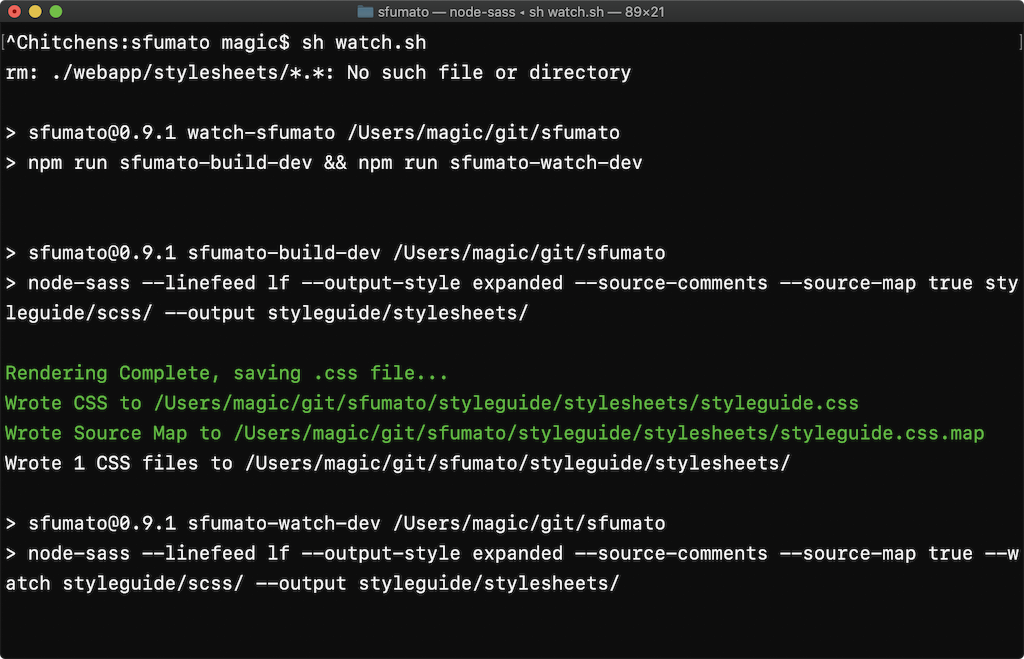 sfumato — node-sass ◂ sh watch.sh — 89×21
[^Chitchens:sfumato magic$ sh watch.sh ]
rm: ./webapp/stylesheets/*.*: No such file or directory
> sfumato@0.9.1 watch-sfumato /Users/magic/git/sfumato
> npm run sfumato-build-dev && npm run sfumato-watch-dev
> sfumato@0.9.1 sfumato-build-dev /Users/magic/git/sfumato
> node-sass --linefeed lf --output-style expanded --source-comments --source-map true sty
leguide/scss/ --output styleguide/stylesheets/
Rendering Complete, saving .css file...
Wrote CSS to /Users/magic/git/sfumato/styleguide/stylesheets/styleguide.css
Wrote Source Map to /Users/magic/git/sfumato/styleguide/stylesheets/styleguide.css.map
Wrote 1 CSS files to /Users/magic/git/sfumato/styleguide/stylesheets/
> sfumato@0.9.1 sfumato-watch-dev /Users/magic/git/sfumato
> node-sass --linefeed lf --output-style expanded --source-comments --source-map true --w
atch styleguide/scss/ --output styleguide/stylesheets/